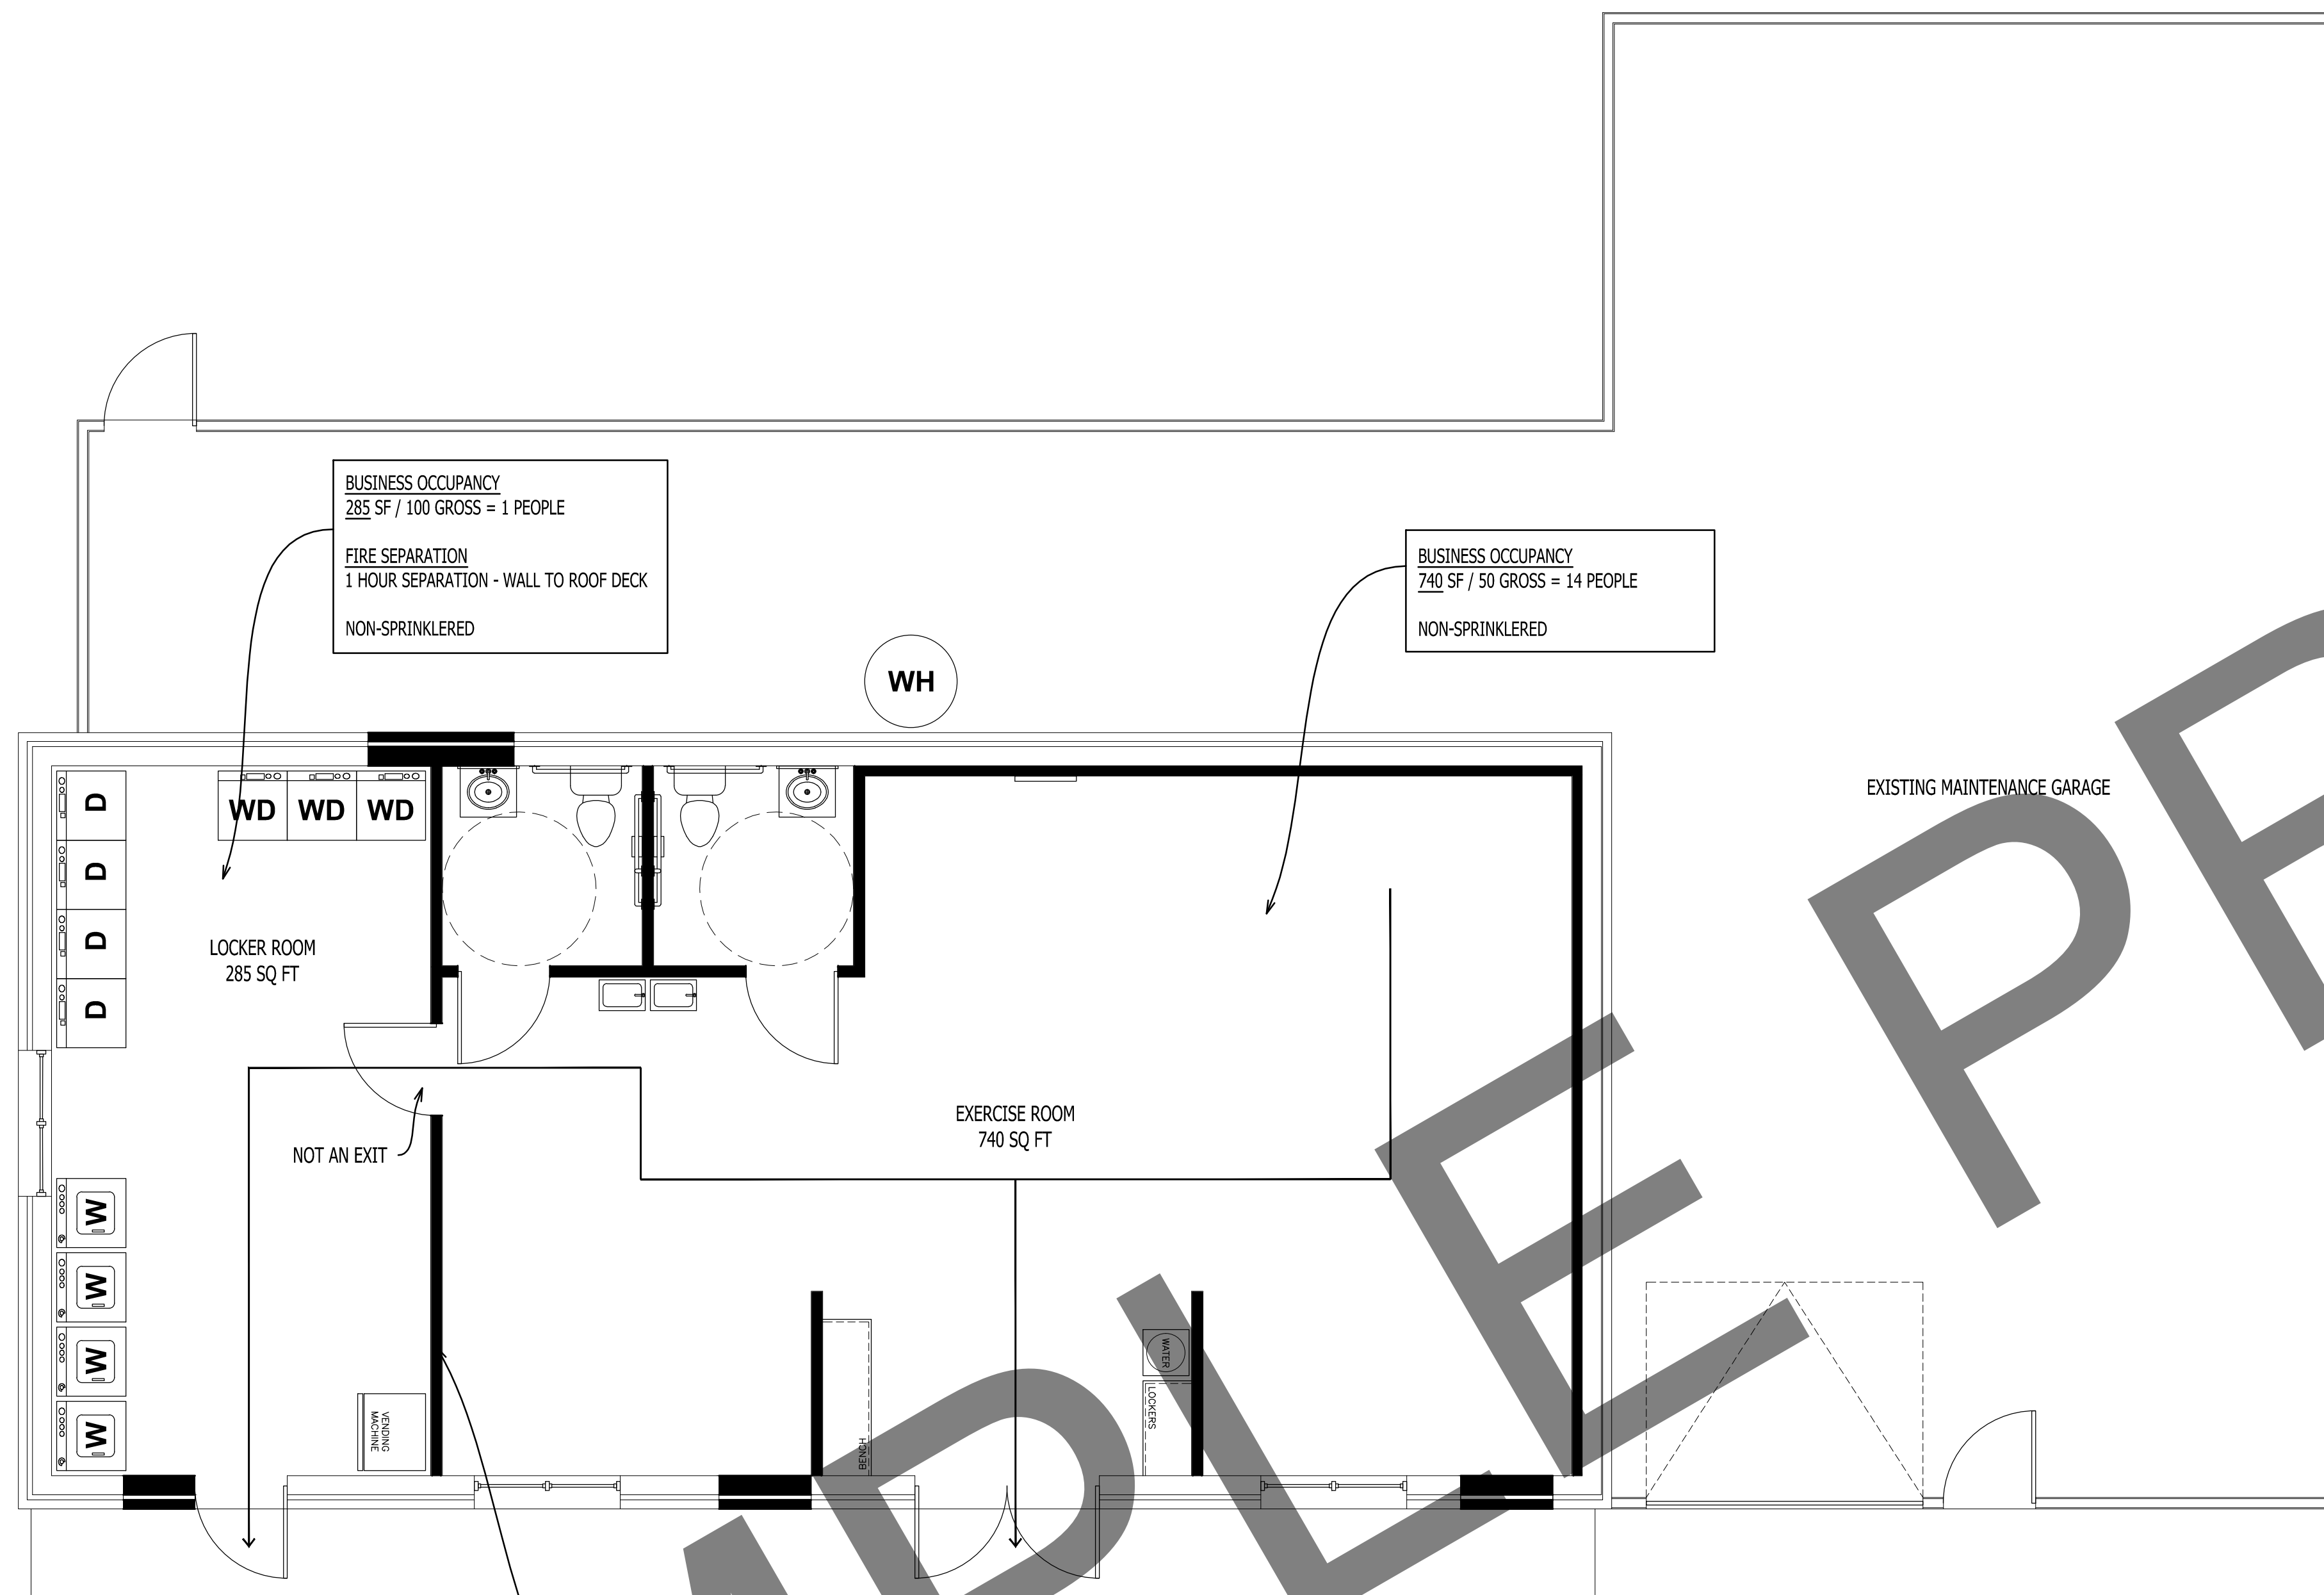 BUSINESS OCCUPANCY
285 SF / 100 GROSS = 1 PEOPLE
FIRE SEPARATION
1 HOUR SEPARATION - WALL TO ROOF DECK
NON-SPRINKLERED
BUSINESS OCCUPANCY
740 SF / 50 GROSS = 14 PEOPLE
NON-SPRINKLERED
WH
EXISTING MAINTENANCE GARAGE
D
D
D
D
WD WD WD
LOCKER ROOM
285 SQ FT
NOT AN EXIT
EXERCISE ROOM
740 SQ FT
W
W
W
W
VENDING
MACHINE
BENCH
WATER
LOCKERS
PLE PR